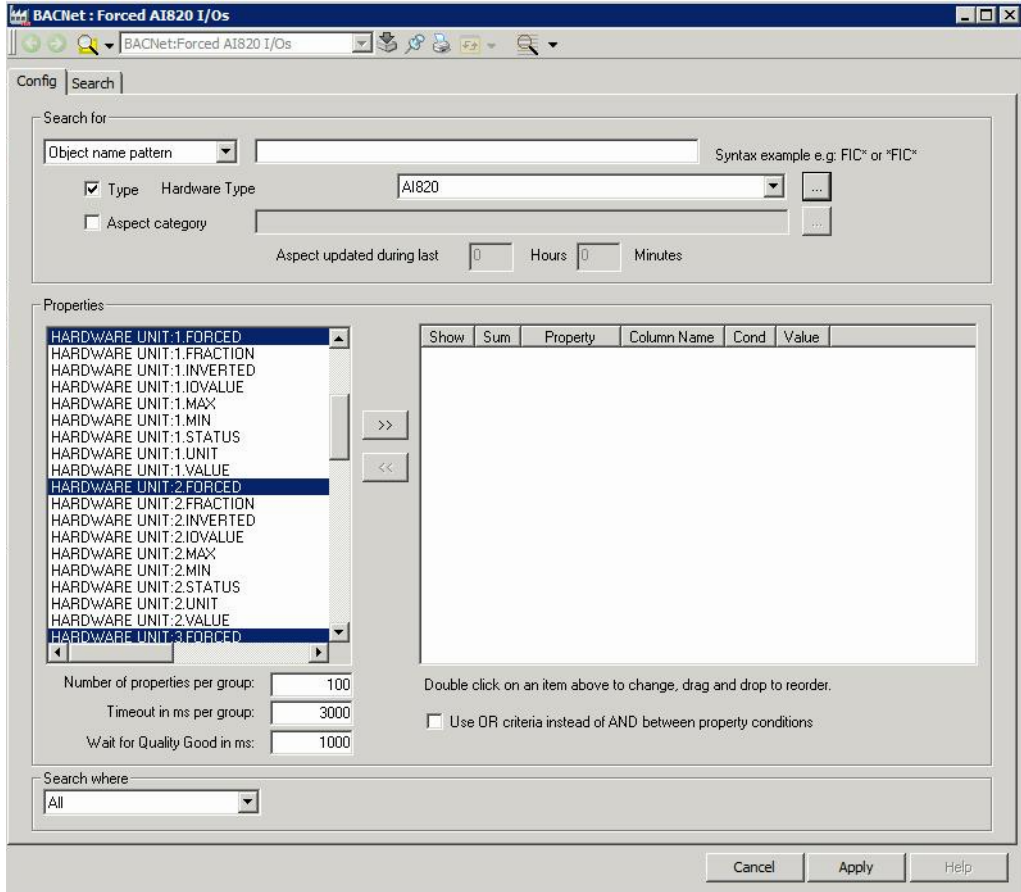 BACNet : Forced AI820 I/Os
BACNet:Forced AI820 I/Os
Config Search
Search for
Object name pattern Syntax example e.g: FIC* or *FIC*
Type Hardware Type AI820 ...
Aspect category ...
Aspect updated during last 0 Hours 0 Minutes
Properties
HARDWARE UNIT:1.FORCED
HARDWARE UNIT:1.FRACTION
HARDWARE UNIT:1.INVERTED
HARDWARE UNIT:1.IOVALUE
HARDWARE UNIT:1.MAX
HARDWARE UNIT:1.MIN
HARDWARE UNIT:1.STATUS
HARDWARE UNIT:1.UNIT
HARDWARE UNIT:1.VALUE
HARDWARE UNIT:2.FORCED
HARDWARE UNIT:2.FRACTION
HARDWARE UNIT:2.INVERTED
HARDWARE UNIT:2.IOVALUE
HARDWARE UNIT:2.MAX
HARDWARE UNIT:2.MIN
HARDWARE UNIT:2.STATUS
HARDWARE UNIT:2.UNIT
HARDWARE UNIT:2.VALUE
HARDWARE UNIT:3.FORCED
>>
<<
Show Sum Property Column Name Cond Value
Number of properties per group: 100
Timeout in ms per group: 3000
Wait for Quality Good in ms: 1000
Double click on an item above to change, drag and drop to reorder.
Use OR criteria instead of AND between property conditions
Search where
All
Cancel Apply Help